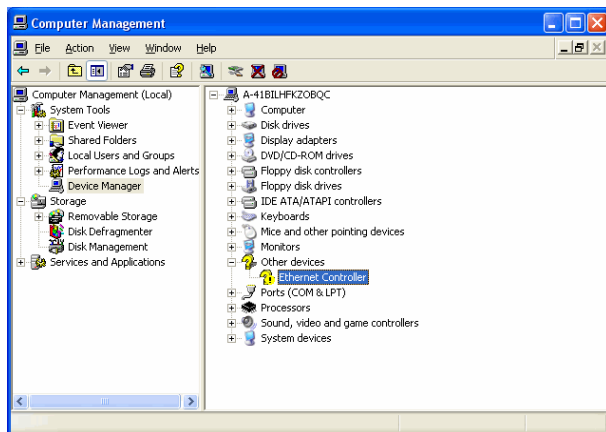 Computer Management
File Action View Window Help
Computer Management (Local)
System Tools
Event Viewer
Shared Folders
Local Users and Groups
Performance Logs and Alerts
Device Manager
Storage
Removable Storage
Disk Defragmenter
Disk Management
Services and Applications
A-41BILHFKZOBQC
Computer
Disk drives
Display adapters
DVD/CD-ROM drives
Floppy disk controllers
Floppy disk drives
IDE ATA/ATAPI controllers
Keyboards
Mice and other pointing devices
Monitors
Other devices
Ethernet Controller
Ports (COM & LPT)
Processors
Sound, video and game controllers
System devices